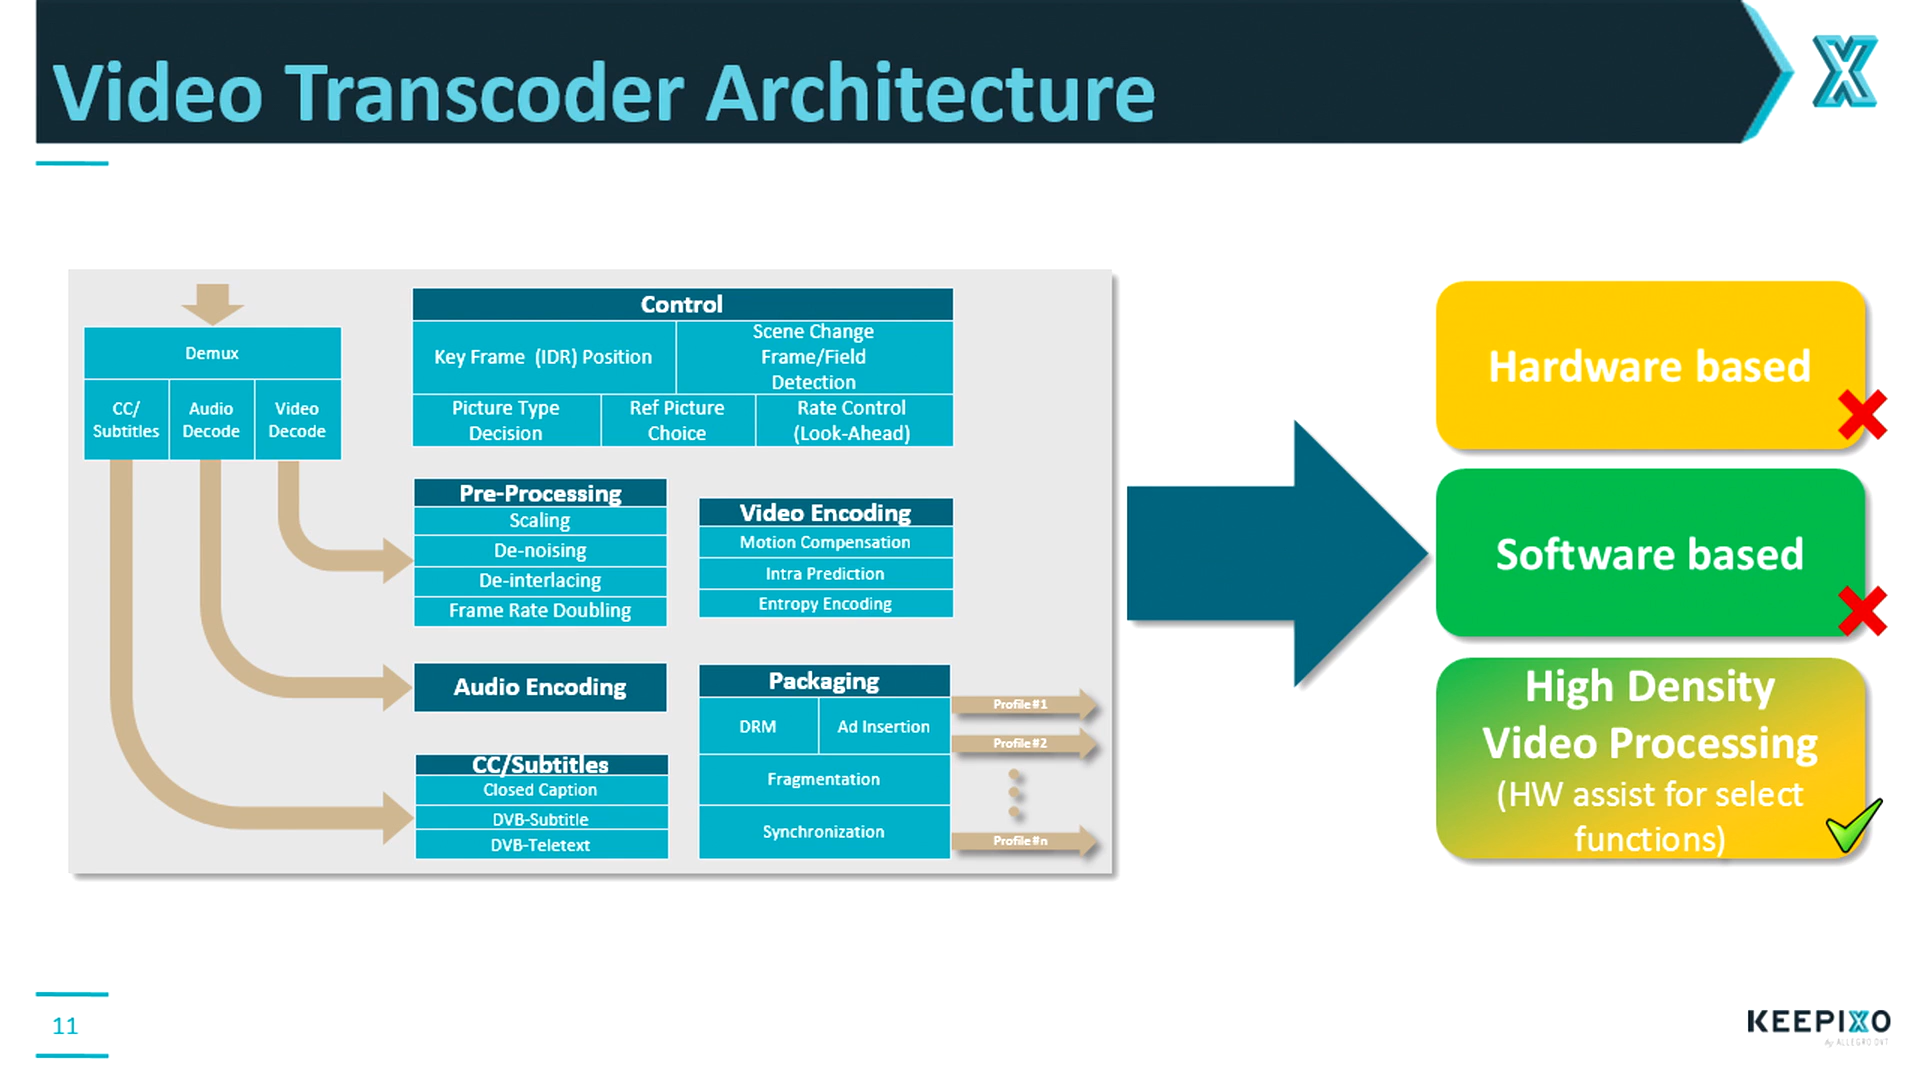 Video Transcoder Architecture
Demux
CC/
Subtitles
Audio
Decode
Video
Decode
Control
Key Frame (IDR) Position
Scene Change
Frame/Field
Detection
Picture Type
Decision
Ref Picture
Choice
Rate Control
(Look-Ahead)
Pre-Processing
Scaling
De-noising
De-interlacing
Frame Rate Doubling
Video Encoding
Motion Compensation
Intra Prediction
Entropy Encoding
Audio Encoding
CC/Subtitles
Closed Caption
DVB-Subtitle
DVB-Teletext
Packaging
DRM
Ad Insertion
Fragmentation
Synchronization
Profile#1
Profile#2
Profile#n
Hardware based
Software based
High Density
Video Processing
(HW assist for select
functions)
11
KEEPIXO
by ALLEGRO DVT